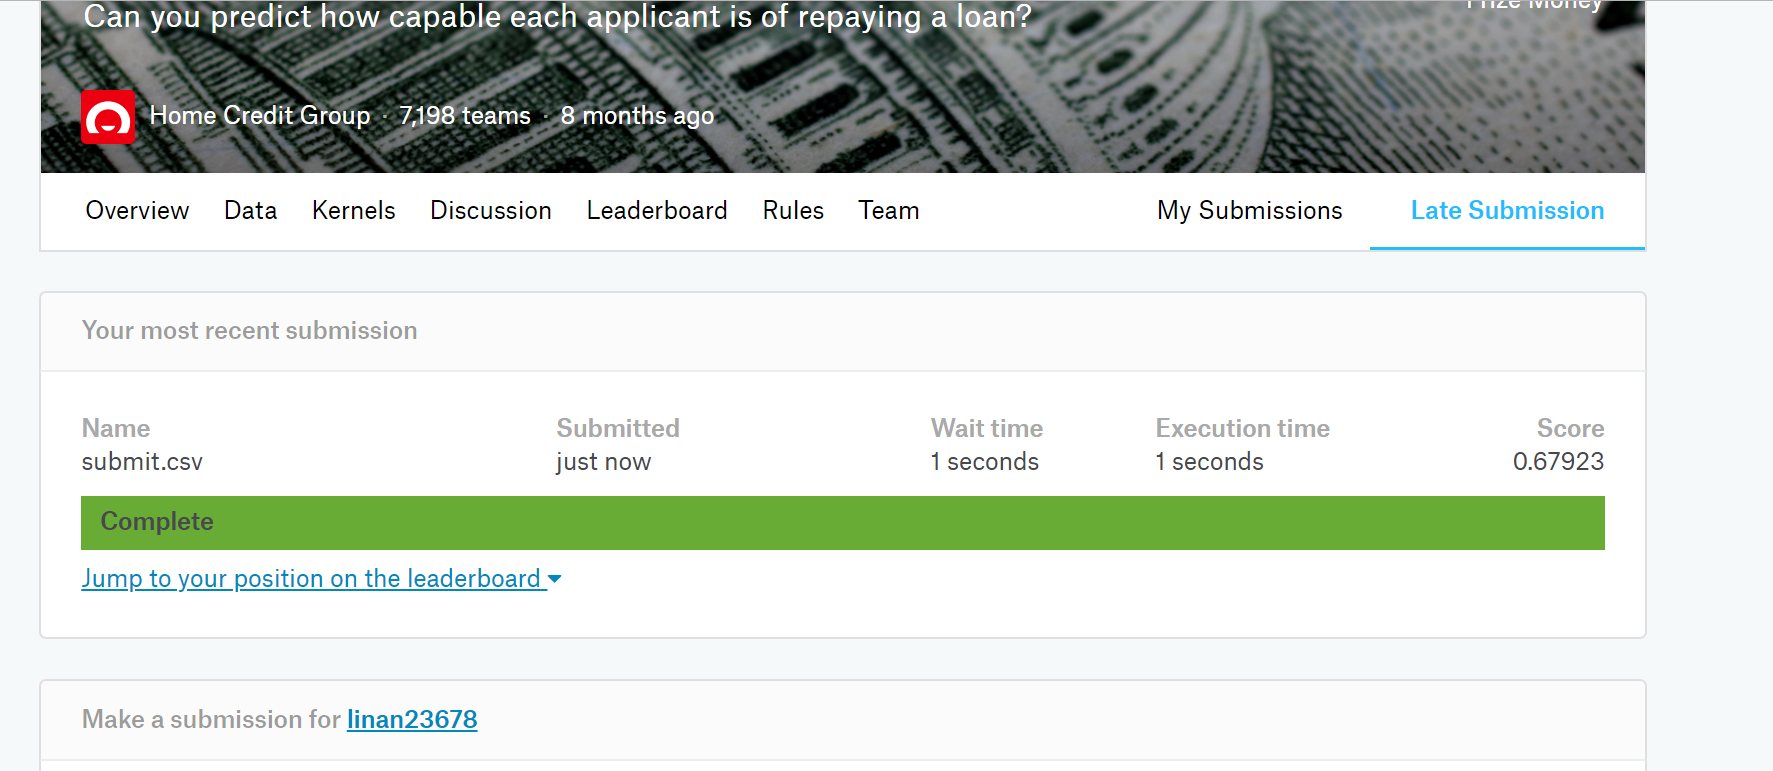 Can you predict how capable each applicant is of repaying a loan?
Prize Money
Home Credit Group · 7,198 teams · 8 months ago
Overview Data Kernels Discussion Leaderboard Rules Team My Submissions Late Submission
Your most recent submission
Name Submitted Wait time Execution time Score
submit.csv just now 1 seconds 1 seconds 0.67923
Complete
Jump to your position on the leaderboard
Make a submission for linan23678